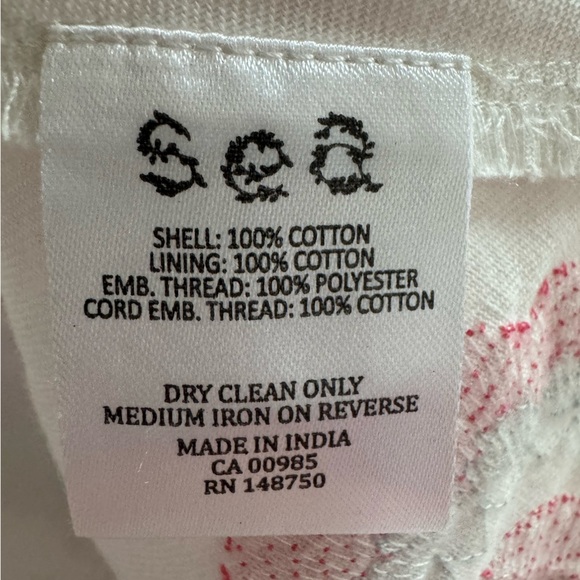 Sea
SHELL: 100% COTTON
LINING: 100% COTTON
EMB. THREAD: 100% POLYESTER
CORD EMB. THREAD: 100% COTTON
DRY CLEAN ONLY
MEDIUM IRON ON REVERSE
MADE IN INDIA
CA 00985
RN 148750